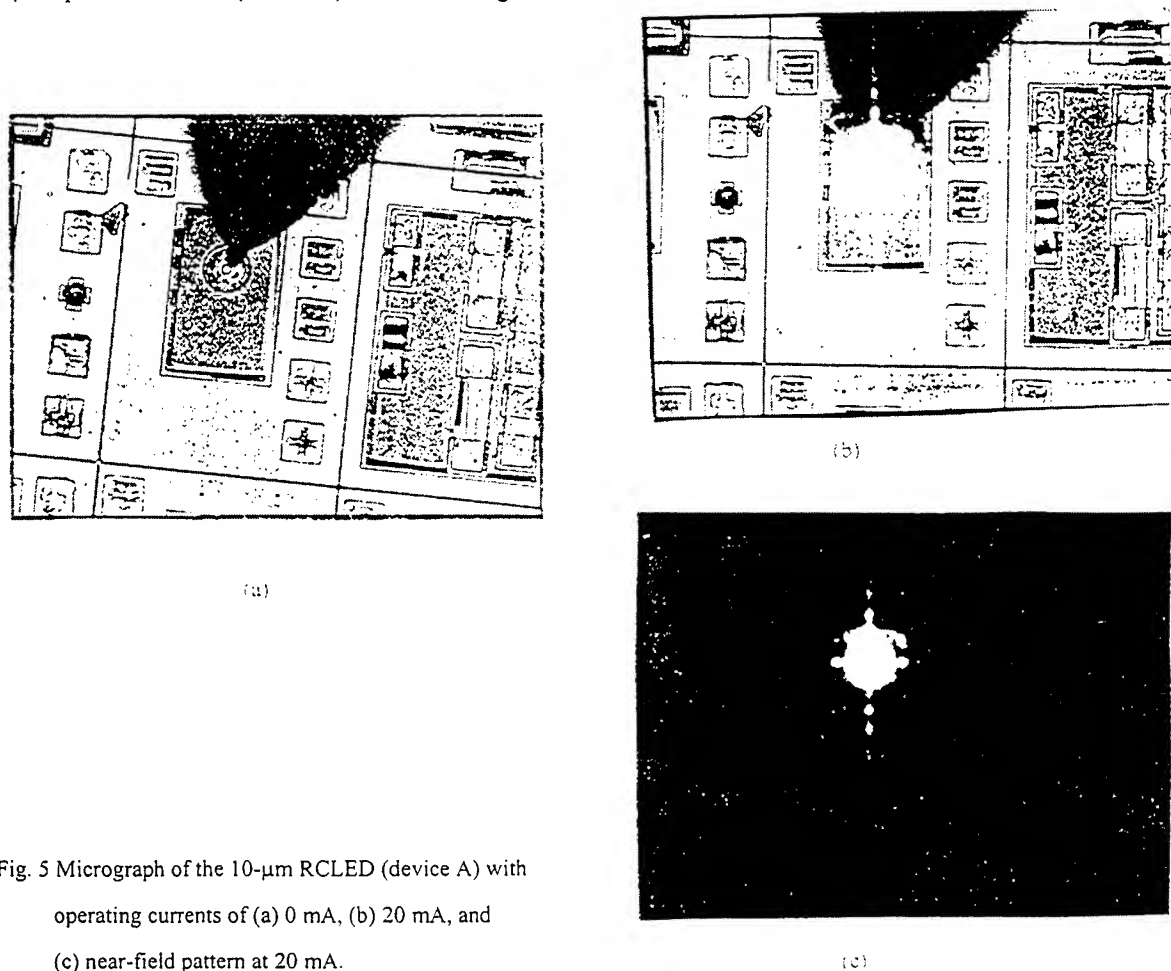 (b)
(a)
Fig. 5 Micrograph of the 10-μm RCLED (device A) with
operating currents of (a) 0 mA, (b) 20 mA, and
(c) near-field pattern at 20 mA.
(c)